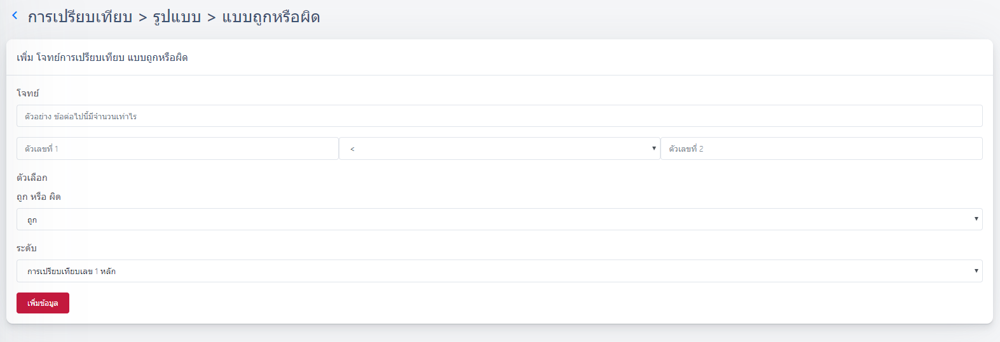 การเปรียบเทียบ > รูปแบบ > แบบถูกหรือผิด
เพิ่ม โจทย์การเปรียบเทียบ แบบถูกหรือผิด
โจทย์
ตัวอย่าง ข้อต่อไปนี้มีจำนวนเท่าไร
ตัวเลขที่ 1 < ตัวเลขที่ 2
ตัวเลือก
ถูก หรือ ผิด
ถูก
ระดับ
การเปรียบเทียบเลข 1 หลัก
เพิ่มข้อมูล